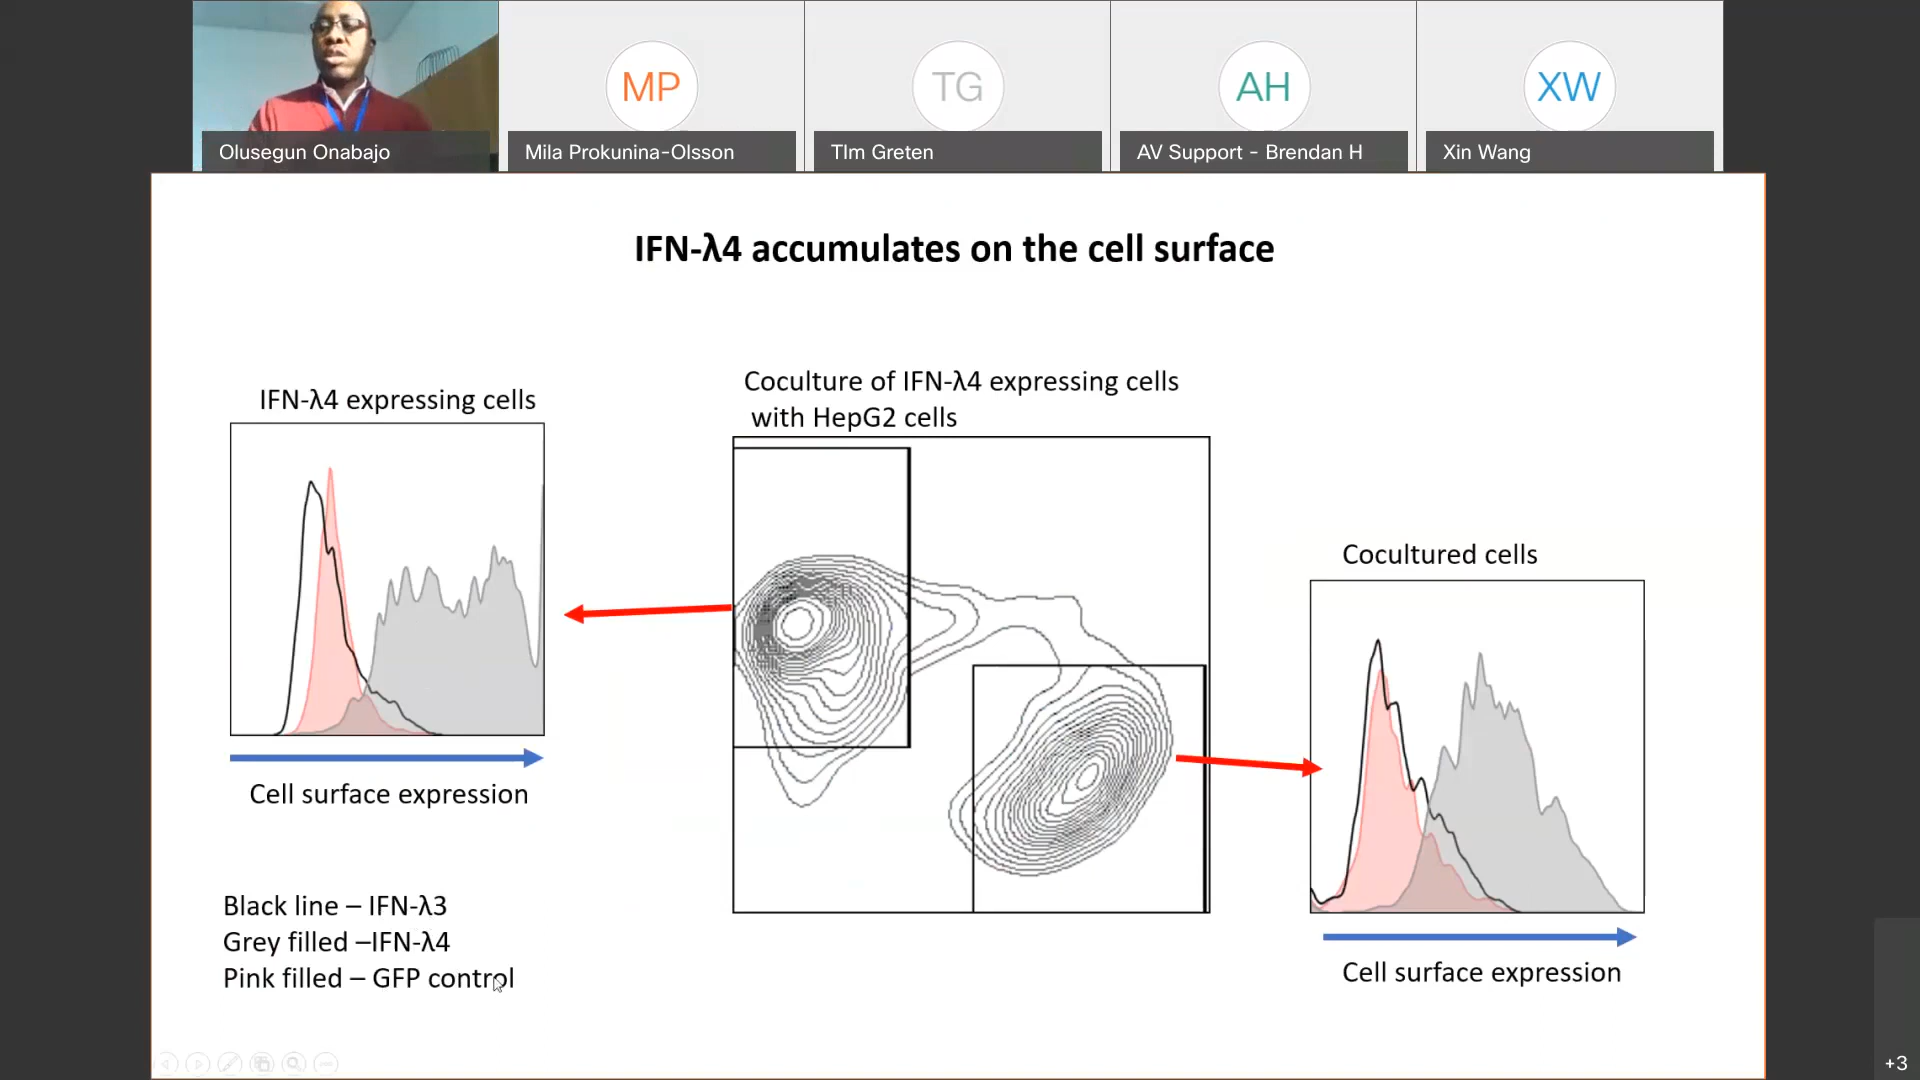 MP
TG
AH
XW
Olusegun Onabajo
Mila Prokunina-Olsson
TIm Greten
AV Support - Brendan H
Xin Wang
IFN-λ4 accumulates on the cell surface
IFN-λ4 expressing cells
Cell surface expression
Coculture of IFN-λ4 expressing cells
with HepG2 cells
Cocultured cells
Cell surface expression
Black line – IFN-λ3
Grey filled –IFN-λ4
Pink filled – GFP control
+3